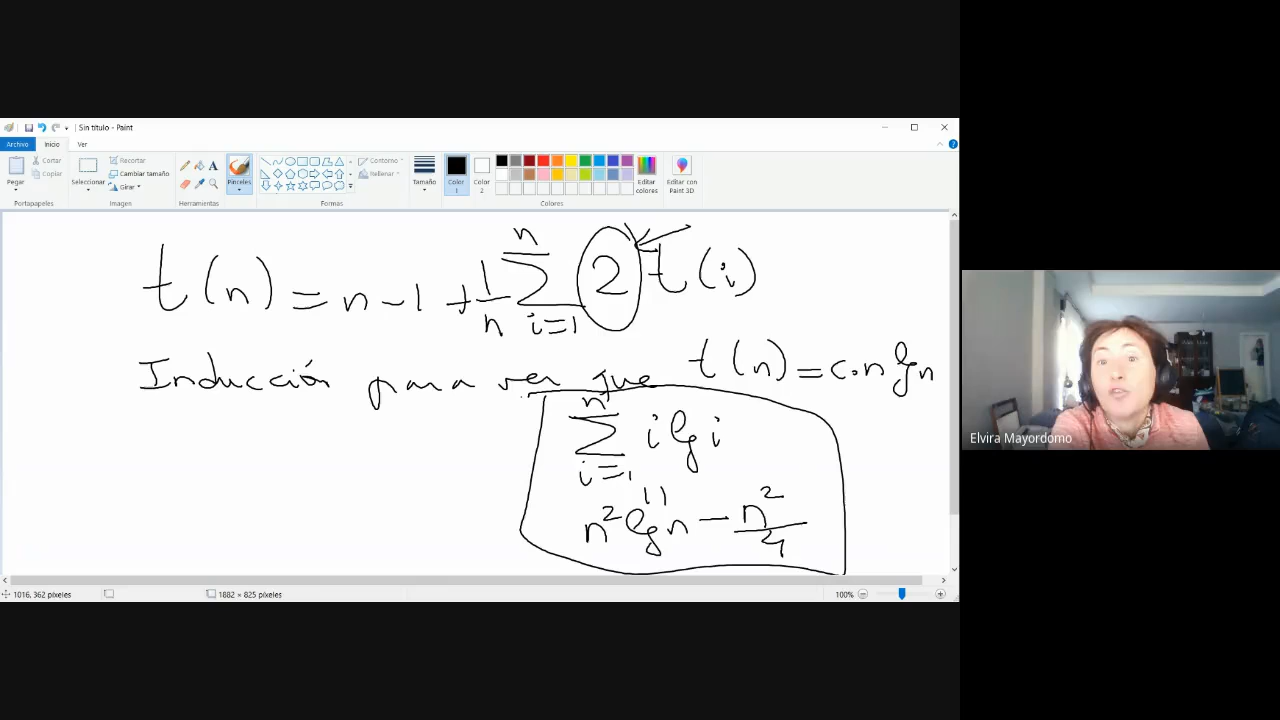 Sin título - Paint
Archivo Inicio Ver
Pegar
Cortar
Copiar
Portapapeles
Seleccionar
Recortar
Cambiar tamaño
Girar
Imagen
Herramientas
Pinceles
Contorno
Rellenar
Formas
Tamaño
Color 1
Color 2
Editar colores
Editar con Paint 3D
Colores
t(n) = n - 1 + 1/n ∑_{i=1}^{n} 2 t(i)
Inducción para ver que t(n) = c·n lg n
∑_{i=1}^{n} i lg i
=
n² lg n - n²/4
Elvira Mayordomo
1016, 362 píxeles
1882 × 825 píxeles
100%